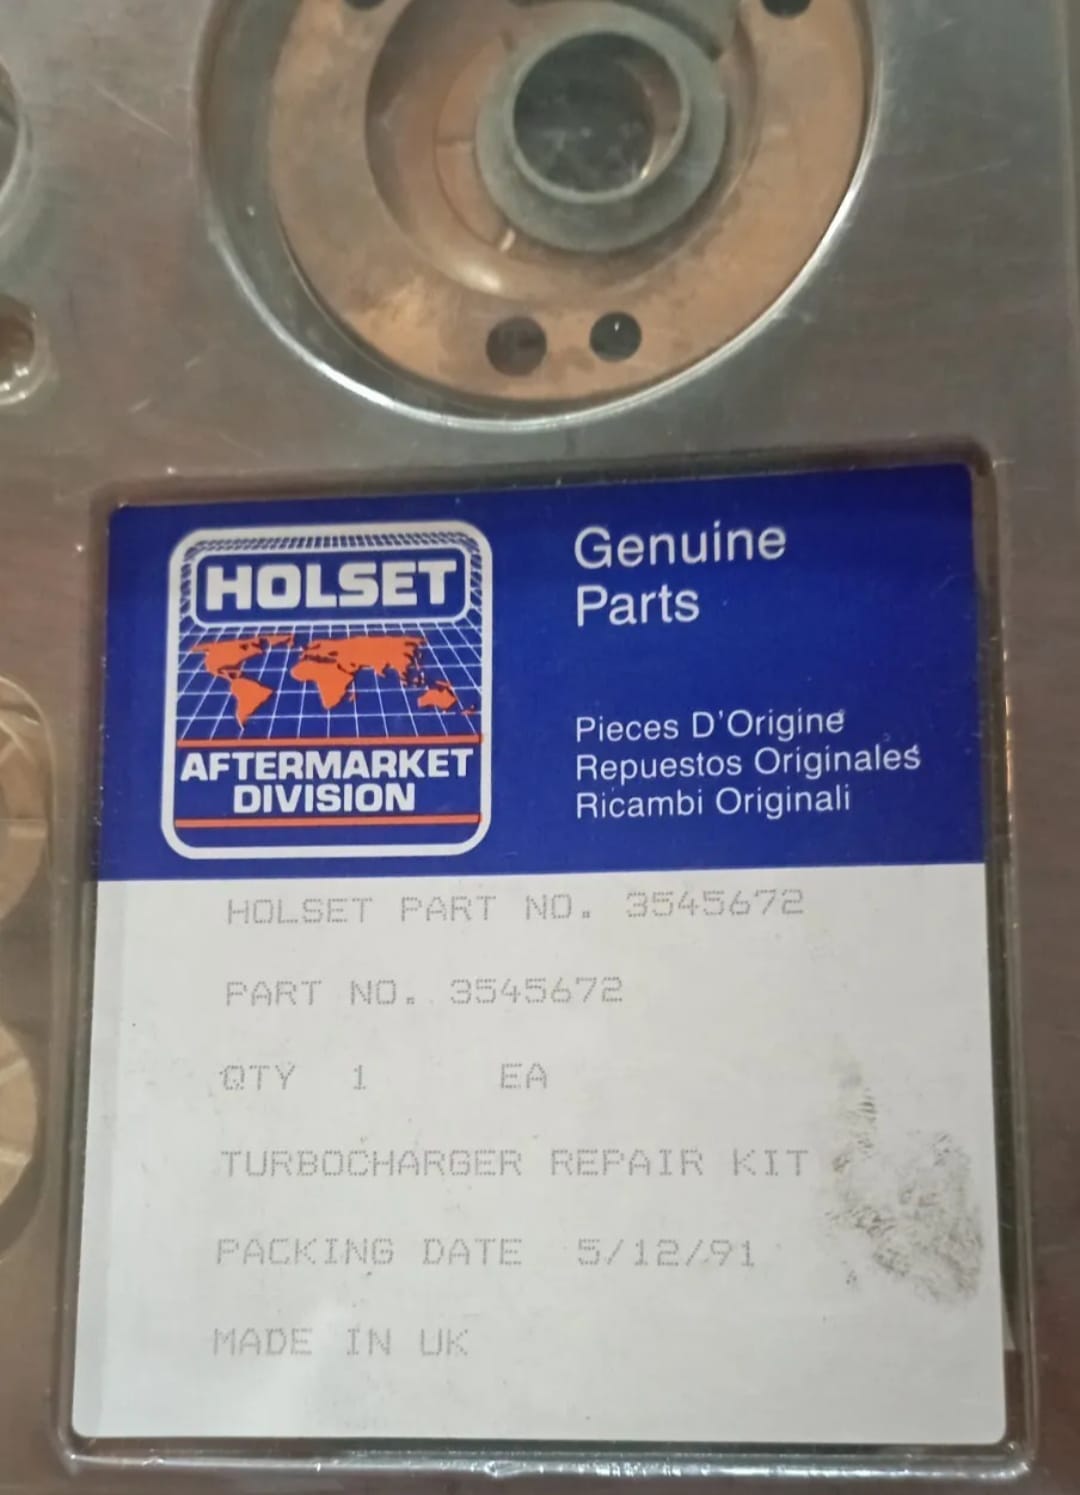 HOLSET
AFTERMARKET
DIVISION
Genuine
Parts
Pieces D'Origine
Repuestos Originales
Ricambi Originali
HOLSET PART NO. 3545672
PART NO. 3545672
QTY 1 EA
TURBOCHARGER REPAIR KIT
PACKING DATE 5/12/91
MADE IN UK